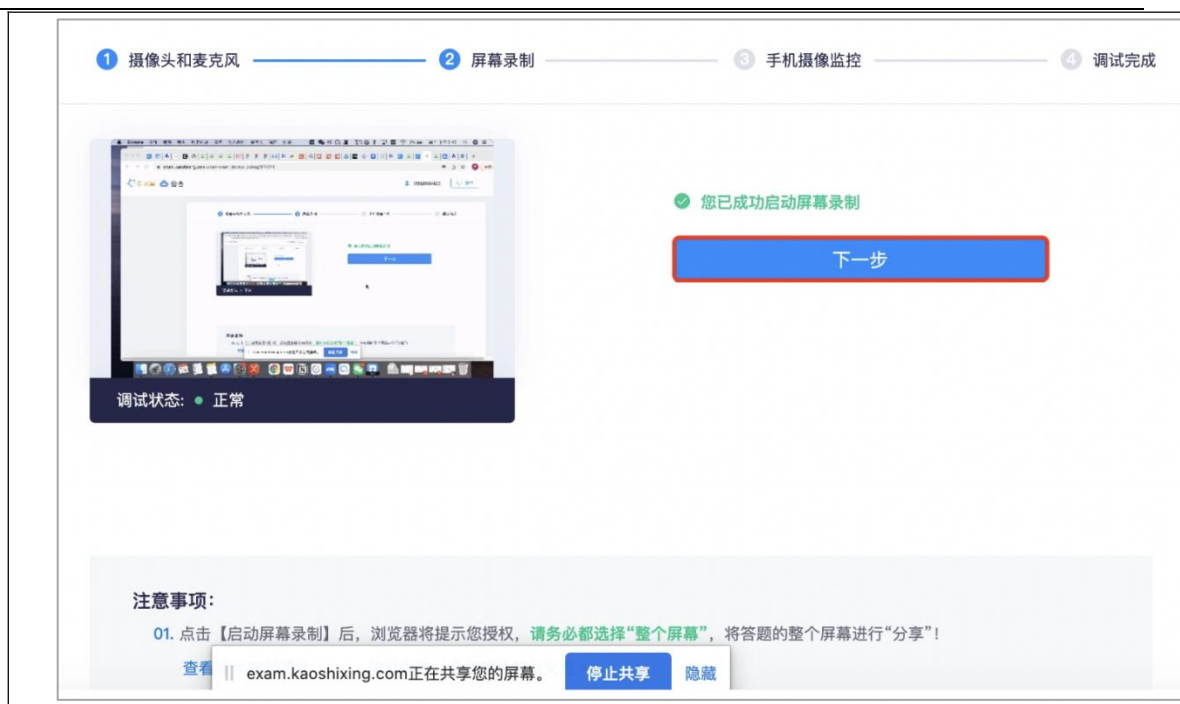 1 摄像头和麦克风 2 屏幕录制 3 手机摄像监控 4 调试完成
您已成功启动屏幕录制
下一步
调试状态: 正常
注意事项:
01. 点击【启动屏幕录制】后，浏览器将提示您授权，请务必都选择“整个屏幕”，将答题的整个屏幕进行“分享”！
查看
exam.kaoshixing.com正在共享您的屏幕。 停止共享 隐藏